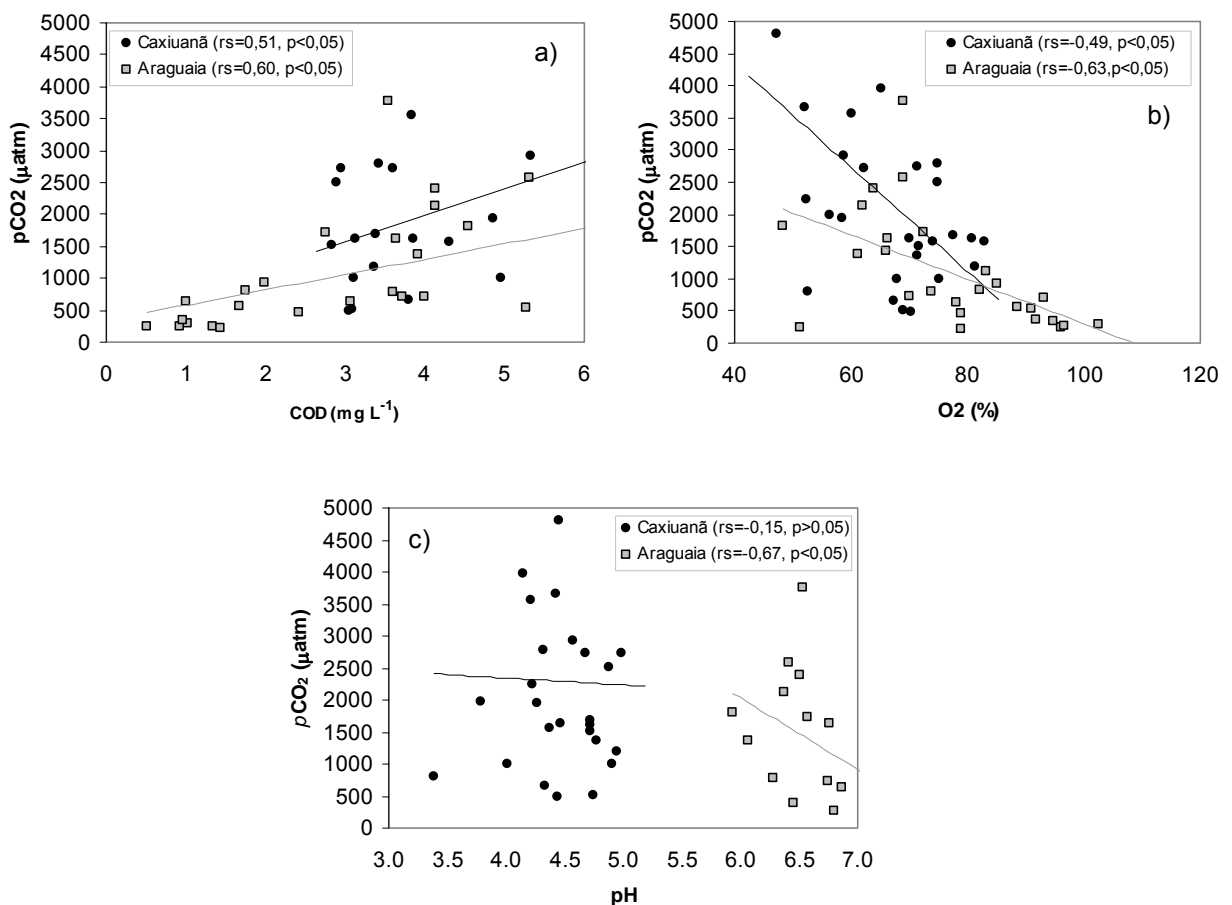 5000
4500
4000
3500
3000
2500
2000
1500
1000
500
0
pCO2 (µatm)
Caxiuanã (rs=0,51, p<0,05)
Araguaia (rs=0,60, p<0,05)
a)
0 1 2 3 4 5 6
COD (mg L⁻¹)
5000
4500
4000
3500
3000
2500
2000
1500
1000
500
0
pCO2 (µatm)
Caxiuanã (rs=-0,49, p<0,05)
Araguaia (rs=-0,63,p<0,05)
b)
40 60 80 100 120
O2 (%)
5000
4500
4000
3500
3000
2500
2000
1500
1000
500
0
pCO₂ (µatm)
c)
Caxiuanã (rs=-0,15, p>0,05)
Araguaia (rs=-0,67, p<0,05)
3.0 3.5 4.0 4.5 5.0 5.5 6.0 6.5 7.0
pH